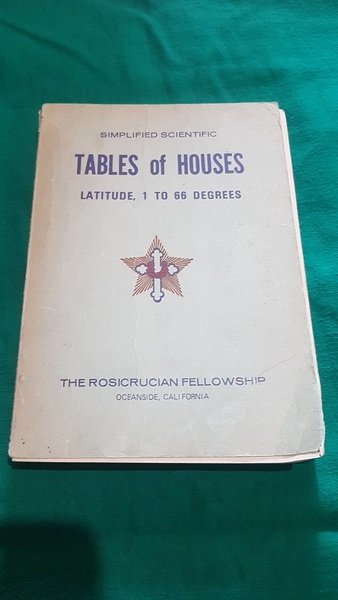 SIMPLIFIED SCIENTIFIC
TABLES of HOUSES
LATITUDE, 1 TO 66 DEGREES
THE ROSICRUCIAN FELLOWSHIP
OCEANSIDE, CALIFORNIA